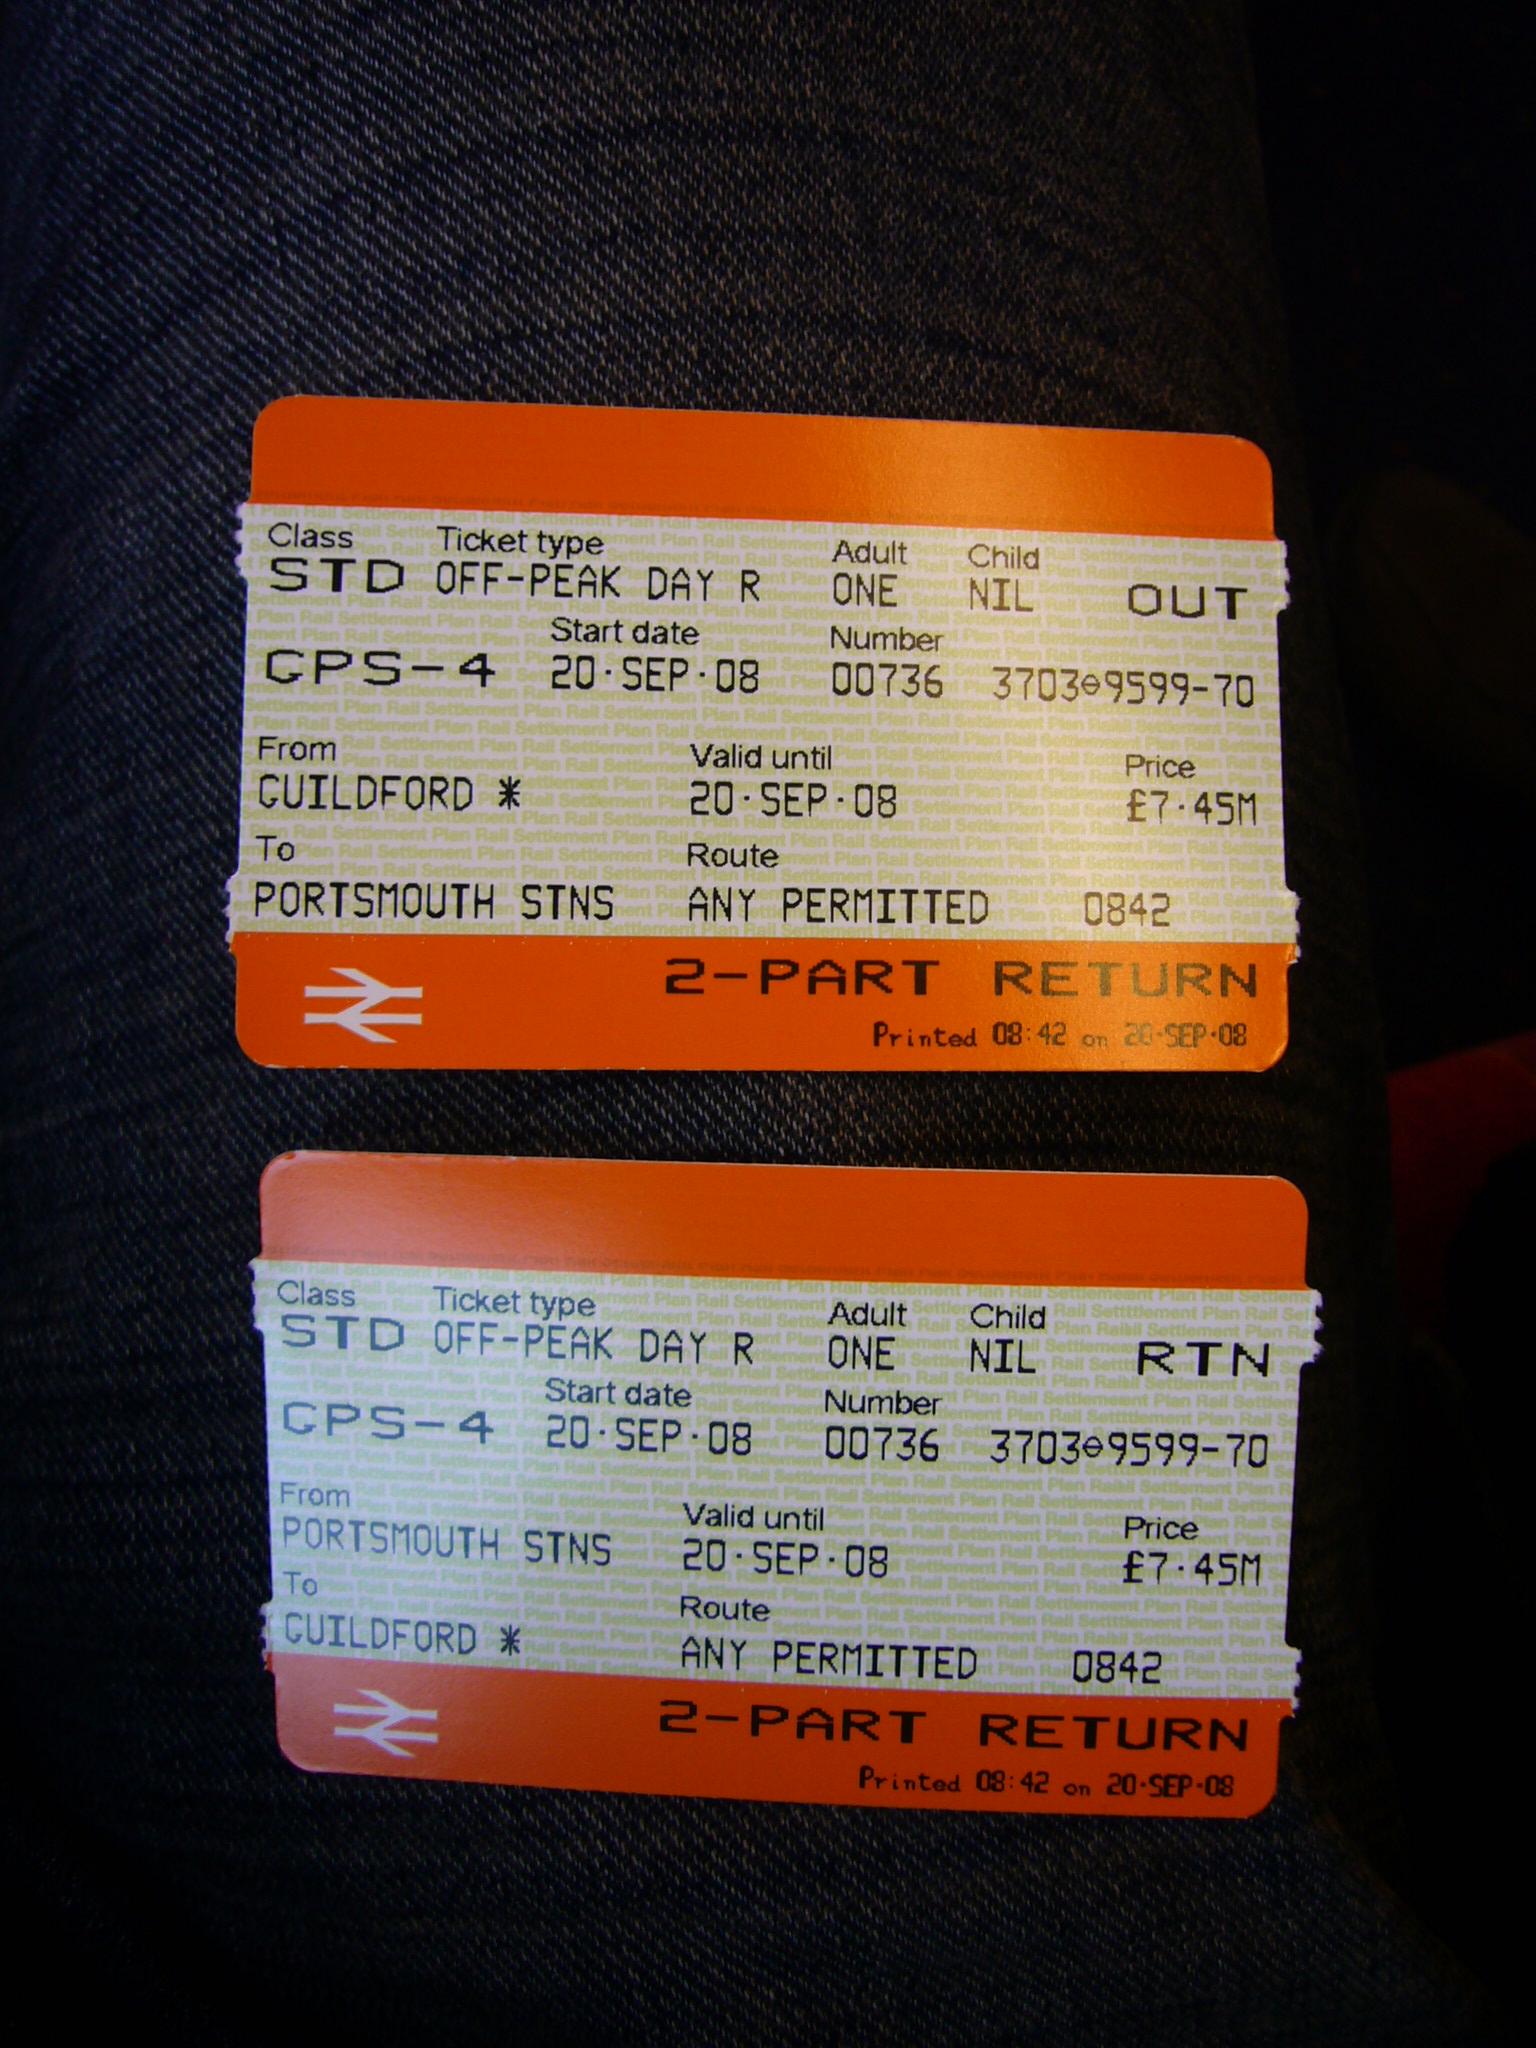 Class Ticket type Adult Child
STD OFF-PEAK DAY R ONE NIL OUT
Start date Number
GPS-4 20·SEP·08 00736 3703⊖9599-70
From Valid until Price
GUILDFORD * 20·SEP·08 £7·45M
To Route
PORTSMOUTH STNS ANY PERMITTED 0842
2-PART RETURN
Printed 08:42 on 20·SEP·08
Class Ticket type Adult Child
STD OFF-PEAK DAY R ONE NIL RTN
Start date Number
GPS-4 20·SEP·08 00736 3703⊖9599-70
From Valid until Price
PORTSMOUTH STNS 20·SEP·08 £7·45M
To Route
GUILDFORD * ANY PERMITTED 0842
2-PART RETURN
Printed 08:42 on 20·SEP·08